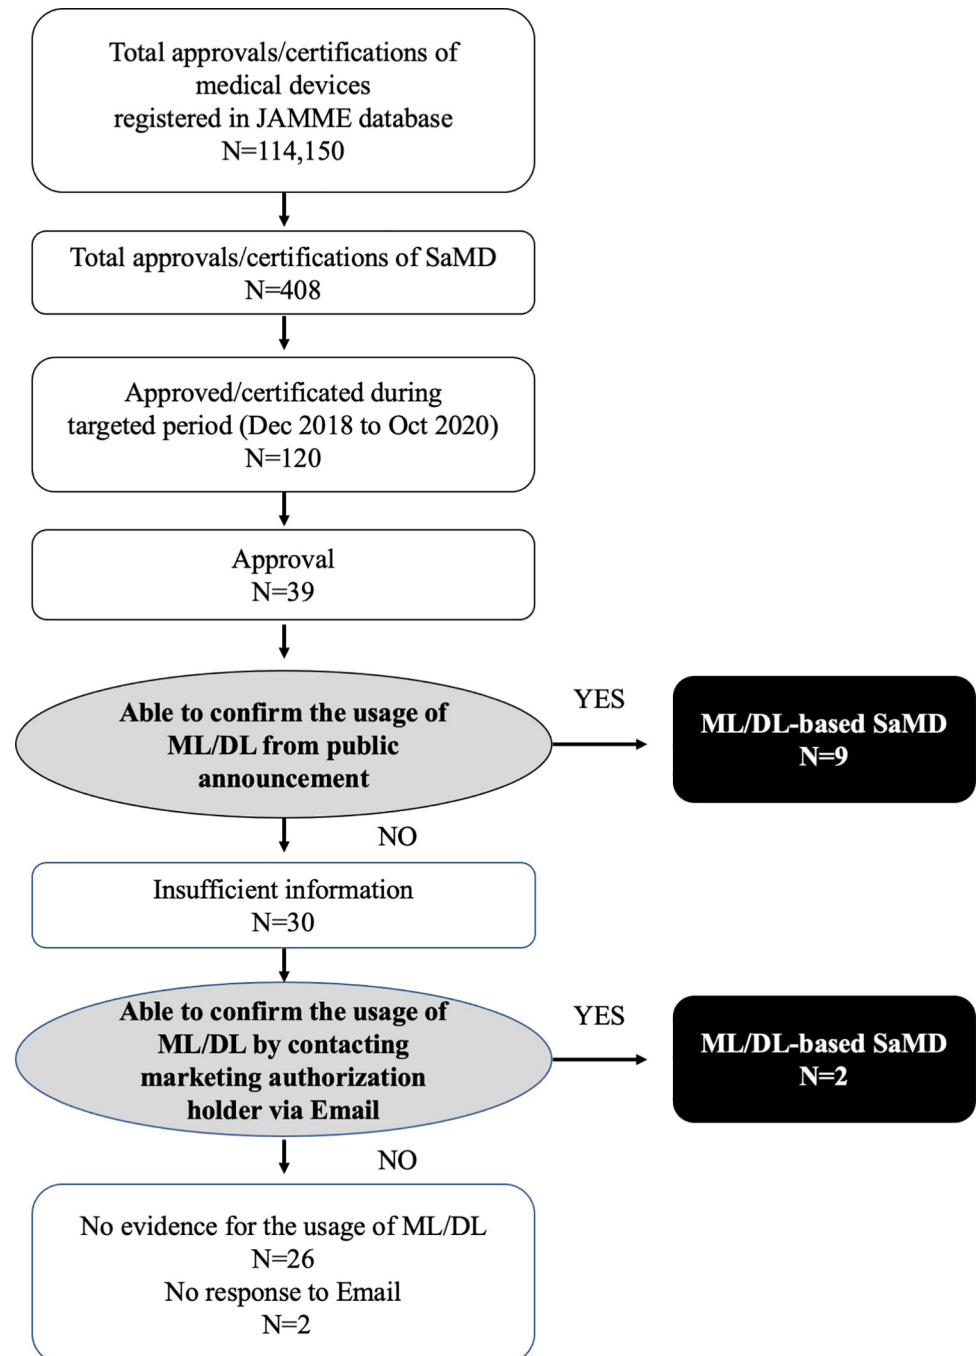 Total approvals/certifications of
medical devices
registered in JAMME database
N=114,150
Total approvals/certifications of SaMD
N=408
Approved/certificated during
targeted period (Dec 2018 to Oct 2020)
N=120
Approval
N=39
Able to confirm the usage of
ML/DL from public
announcement
YES
ML/DL-based SaMD
N=9
NO
Insufficient information
N=30
Able to confirm the usage of
ML/DL by contacting
marketing authorization
holder via Email
YES
ML/DL-based SaMD
N=2
NO
No evidence for the usage of ML/DL
N=26
No response to Email
N=2